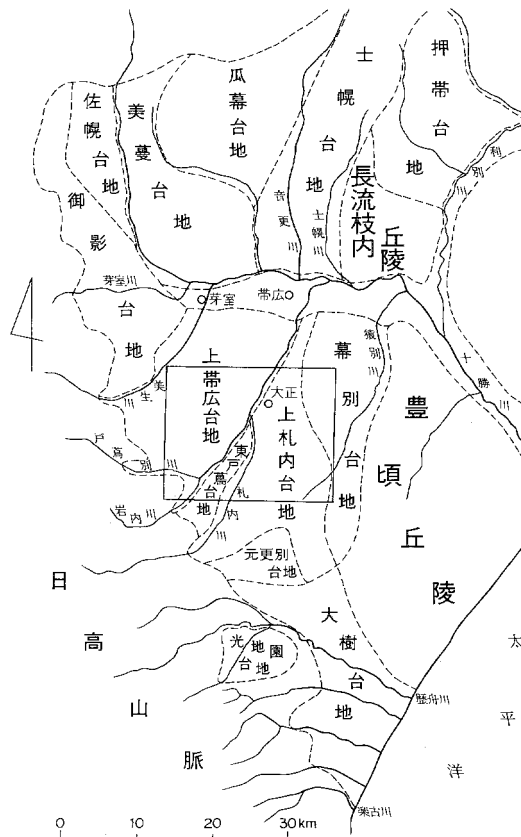 佐幌台地
美蔓台地
瓜幕台地
士幌台地
押帯台地
利別川
御影台地
音更川
士幌川
長流枝内丘陵
芽室川
芽室
帯広
美生川
上帯広台地
大正
上札内台地
幕別台地
猿別川
十勝川
豊頃丘陵
戸蔦別川
東戸蔦台地
札内川
岩内川
元更別台地
日高山脈
光地園台地
大樹台地
歴舟川
太平洋
楽古川
0 10 20 30km